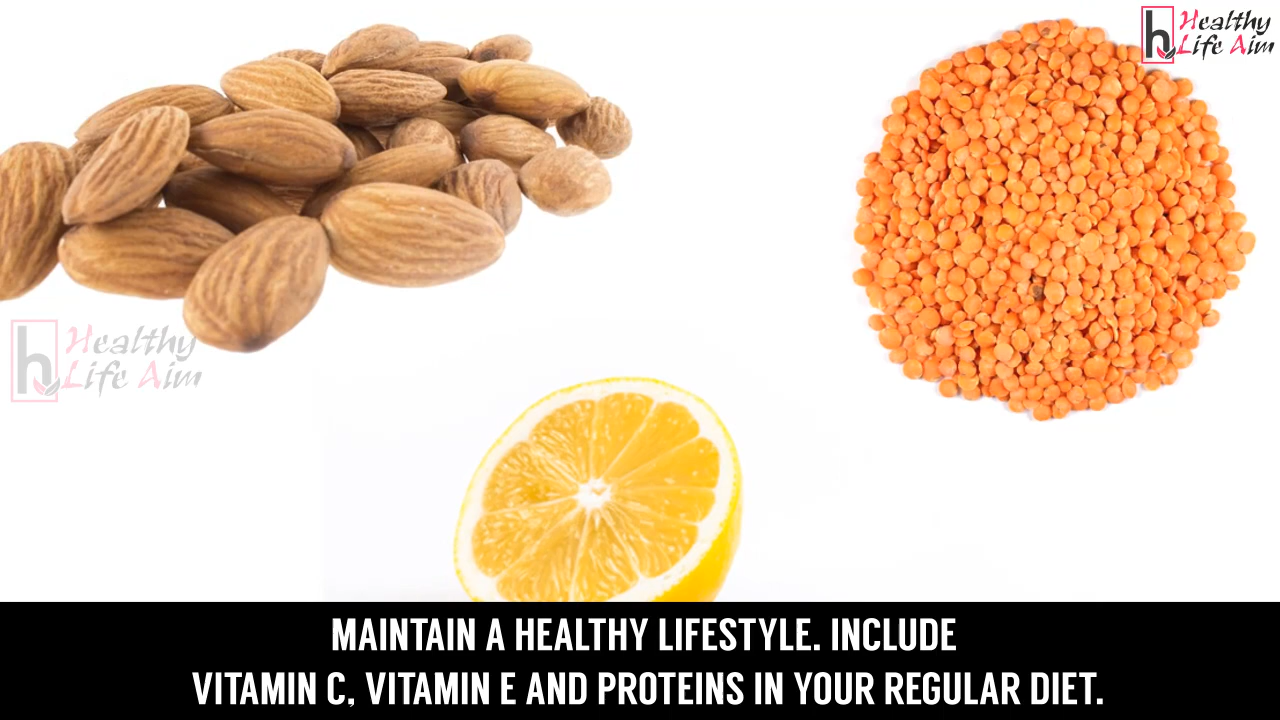 h Healthy
Life Aim
h Healthy
Life Aim
MAINTAIN A HEALTHY LIFESTYLE. INCLUDE
VITAMIN C, VITAMIN E AND PROTEINS IN YOUR REGULAR DIET.